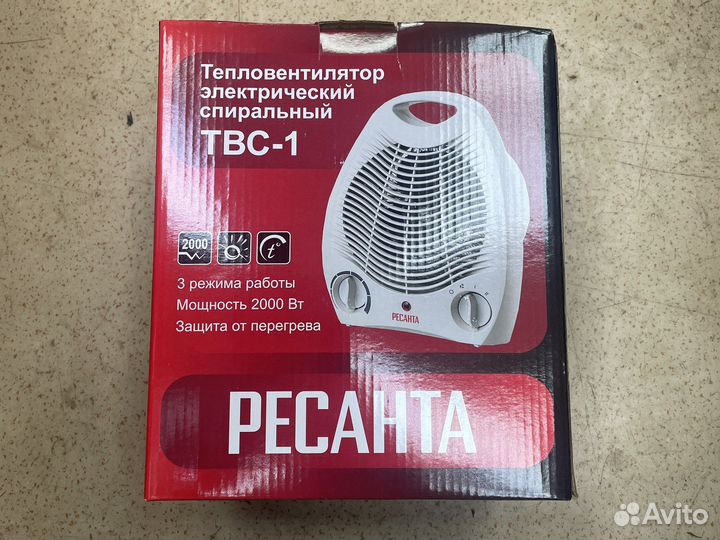 Тепловентилятор
электрический
спиральный
ТВС-1
2000
t°
3 режима работы
Мощность 2000 Вт
Защита от перегрева
РЕСАНТА
РЕСАНТА
Avito